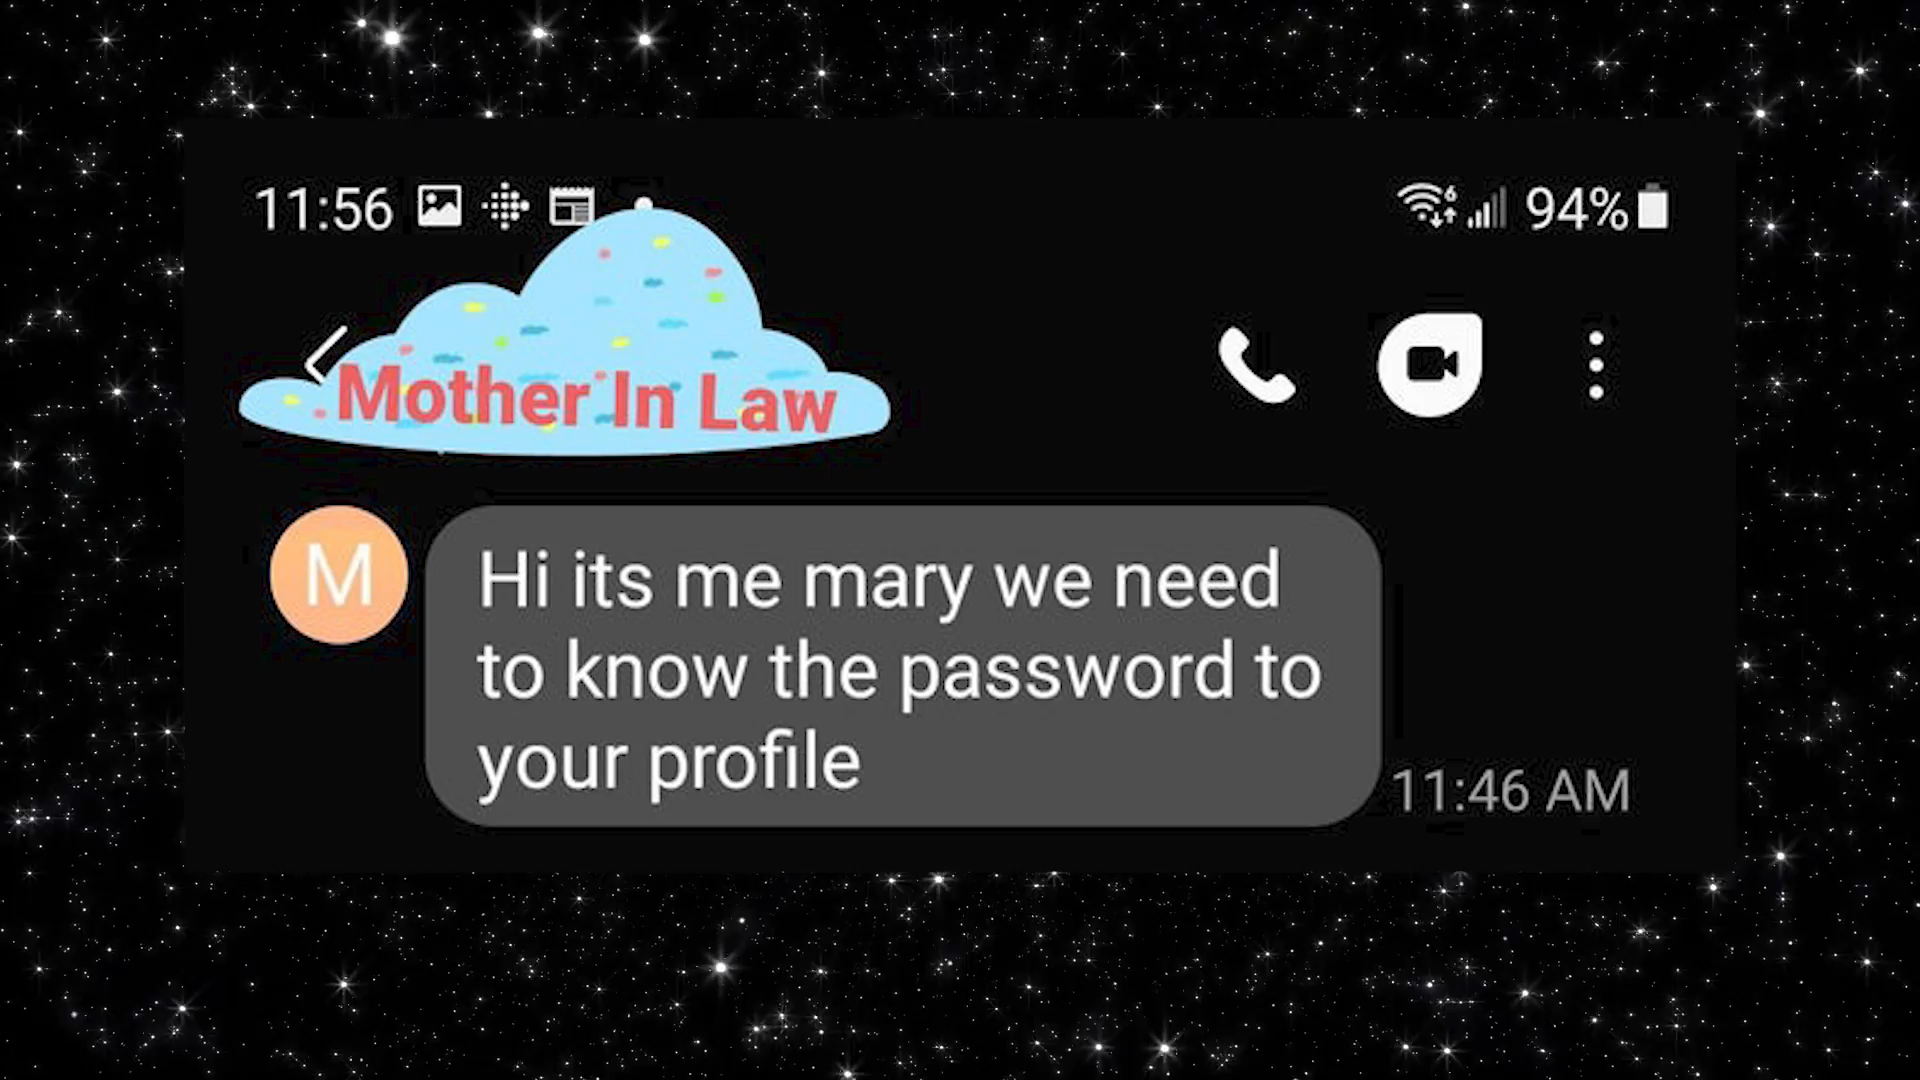 11:56
94%
6
Mother In Law
M
Hi its me mary we need
to know the password to
your profile
11:46 AM